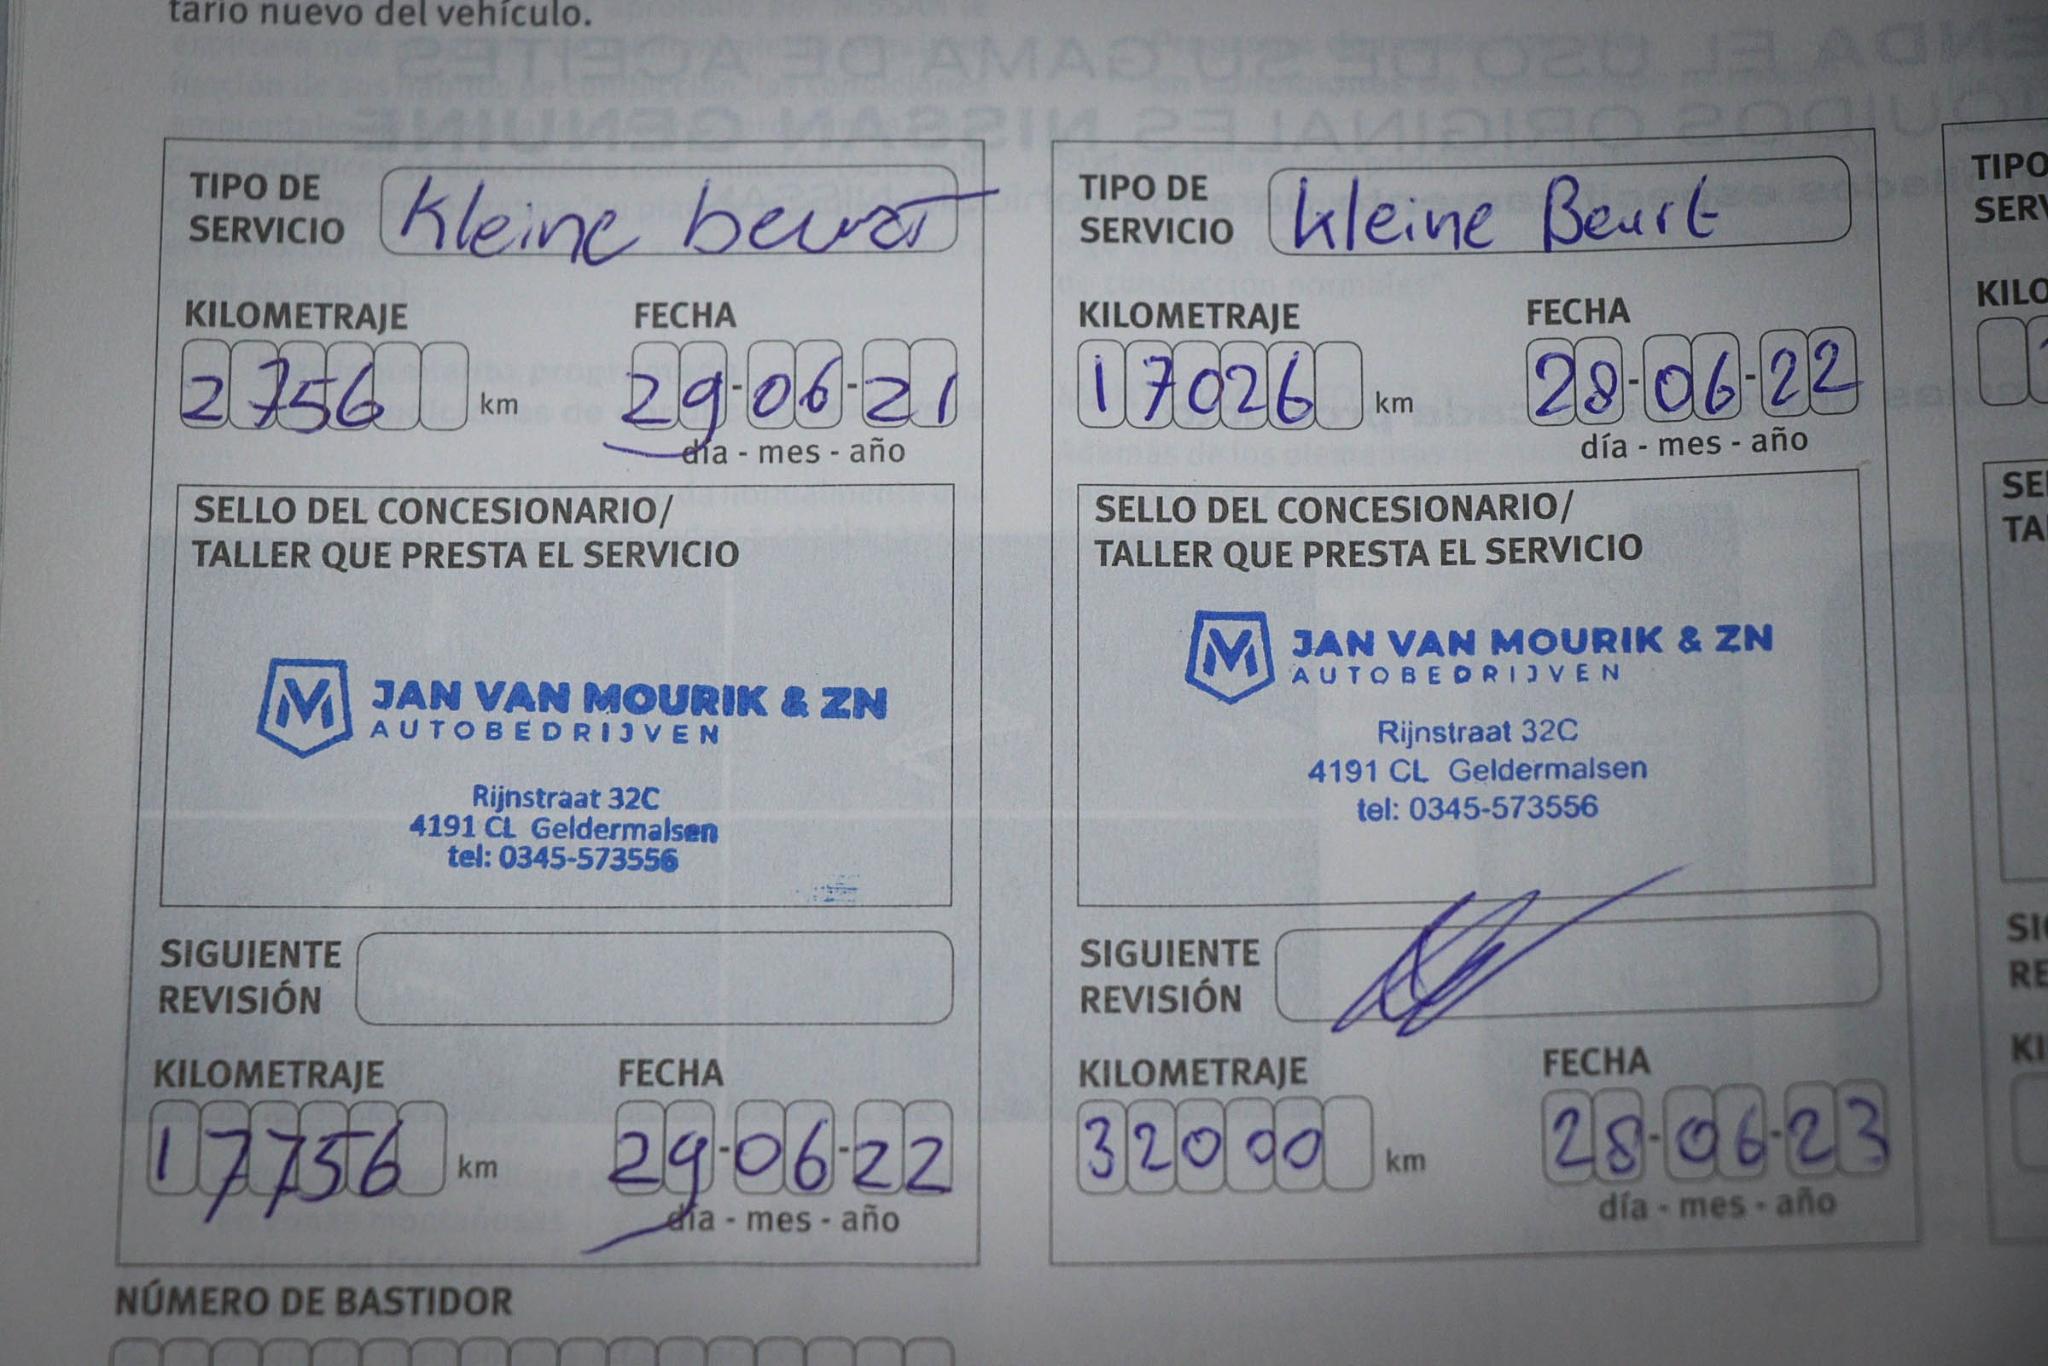 tario nuevo del vehículo.
TIPO DE
SERVICIO
Kleine beurt
KILOMETRAJE
FECHA
2756 km
29-06-21
día - mes - año
SELLO DEL CONCESIONARIO/
TALLER QUE PRESTA EL SERVICIO
JAN VAN MOURIK & ZN
AUTOBEDRIJVEN
Rijnstraat 32C
4191 CL Geldermalsen
tel: 0345-573556
SIGUIENTE
REVISIÓN
KILOMETRAJE
FECHA
17756 km
29-06-22
día - mes - año
NÚMERO DE BASTIDOR
TIPO DE
SERVICIO
kleine Beurt
KILOMETRAJE
FECHA
17026 km
28-06-22
día - mes - año
SELLO DEL CONCESIONARIO/
TALLER QUE PRESTA EL SERVICIO
JAN VAN MOURIK & ZN
AUTOBEDRIJVEN
Rijnstraat 32C
4191 CL Geldermalsen
tel: 0345-573556
SIGUIENTE
REVISIÓN
KILOMETRAJE
FECHA
32000 km
28-06-23
día - mes - año
TIPO